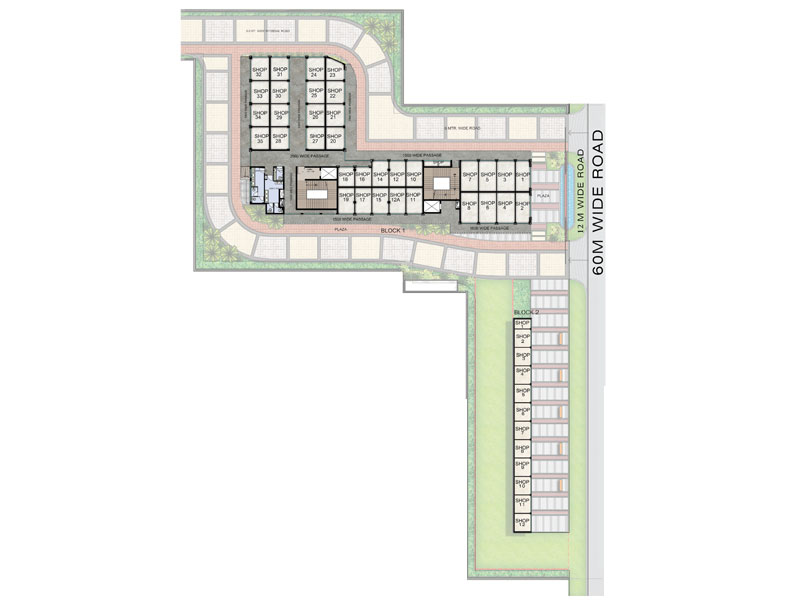 6 MTR. WIDE ROAD
SHOP 32
SHOP 31
SHOP 24
SHOP 23
SHOP 33
SHOP 30
SHOP 25
SHOP 22
SHOP 34
SHOP 29
SHOP 26
SHOP 21
SHOP 35
SHOP 28
SHOP 27
SHOP 20
WIDE PASSAGE
WIDE PASSAGE
SHOP 18
SHOP 16
SHOP 14
SHOP 12
SHOP 10
SHOP 7
SHOP 5
SHOP 3
SHOP 1
SHOP 19
SHOP 17
SHOP 15
SHOP 12A
SHOP 11
SHOP 8
SHOP 6
SHOP 4
SHOP 2
PLAZA
WIDE PASSAGE
WIDE PASSAGE
PLAZA
BLOCK 1
12 M WIDE ROAD
60M WIDE ROAD
BLOCK 2
SHOP 1
SHOP 2
SHOP 3
SHOP 4
SHOP
SHOP 6
SHOP 7
SHOP 8
SHOP 9
SHOP 10
SHOP 11
SHOP 12